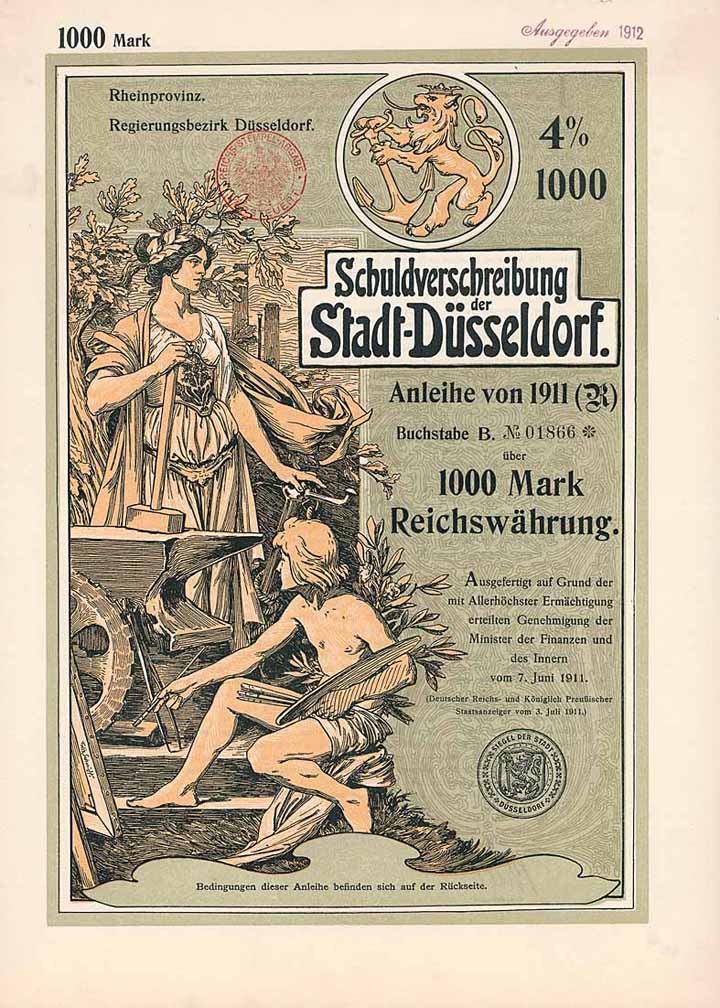 1000 Mark
Ausgegeben 1912
Rheinprovinz.
Regierungsbezirk Düsseldorf.
REICHS-STEMPELABGABE
4%
1000
Schuldverschreibung
der
Stadt-Düsseldorf.
Anleihe von 1911 (R)
Buchstabe B. № 01866 ❉
über
1000 Mark
Reichswährung.
Ausgefertigt auf Grund der
mit Allerhöchster Ermächtigung
erteilten Genehmigung der
Minister der Finanzen und
des Innern
vom 7. Juni 1911.
(Deutscher Reichs- und Königlich Preußischer
Staatsanzeiger vom 3. Juli 1911.)
SIEGEL DER STADT
DÜSSELDORF
Bedingungen dieser Anleihe befinden sich auf der Rückseite.